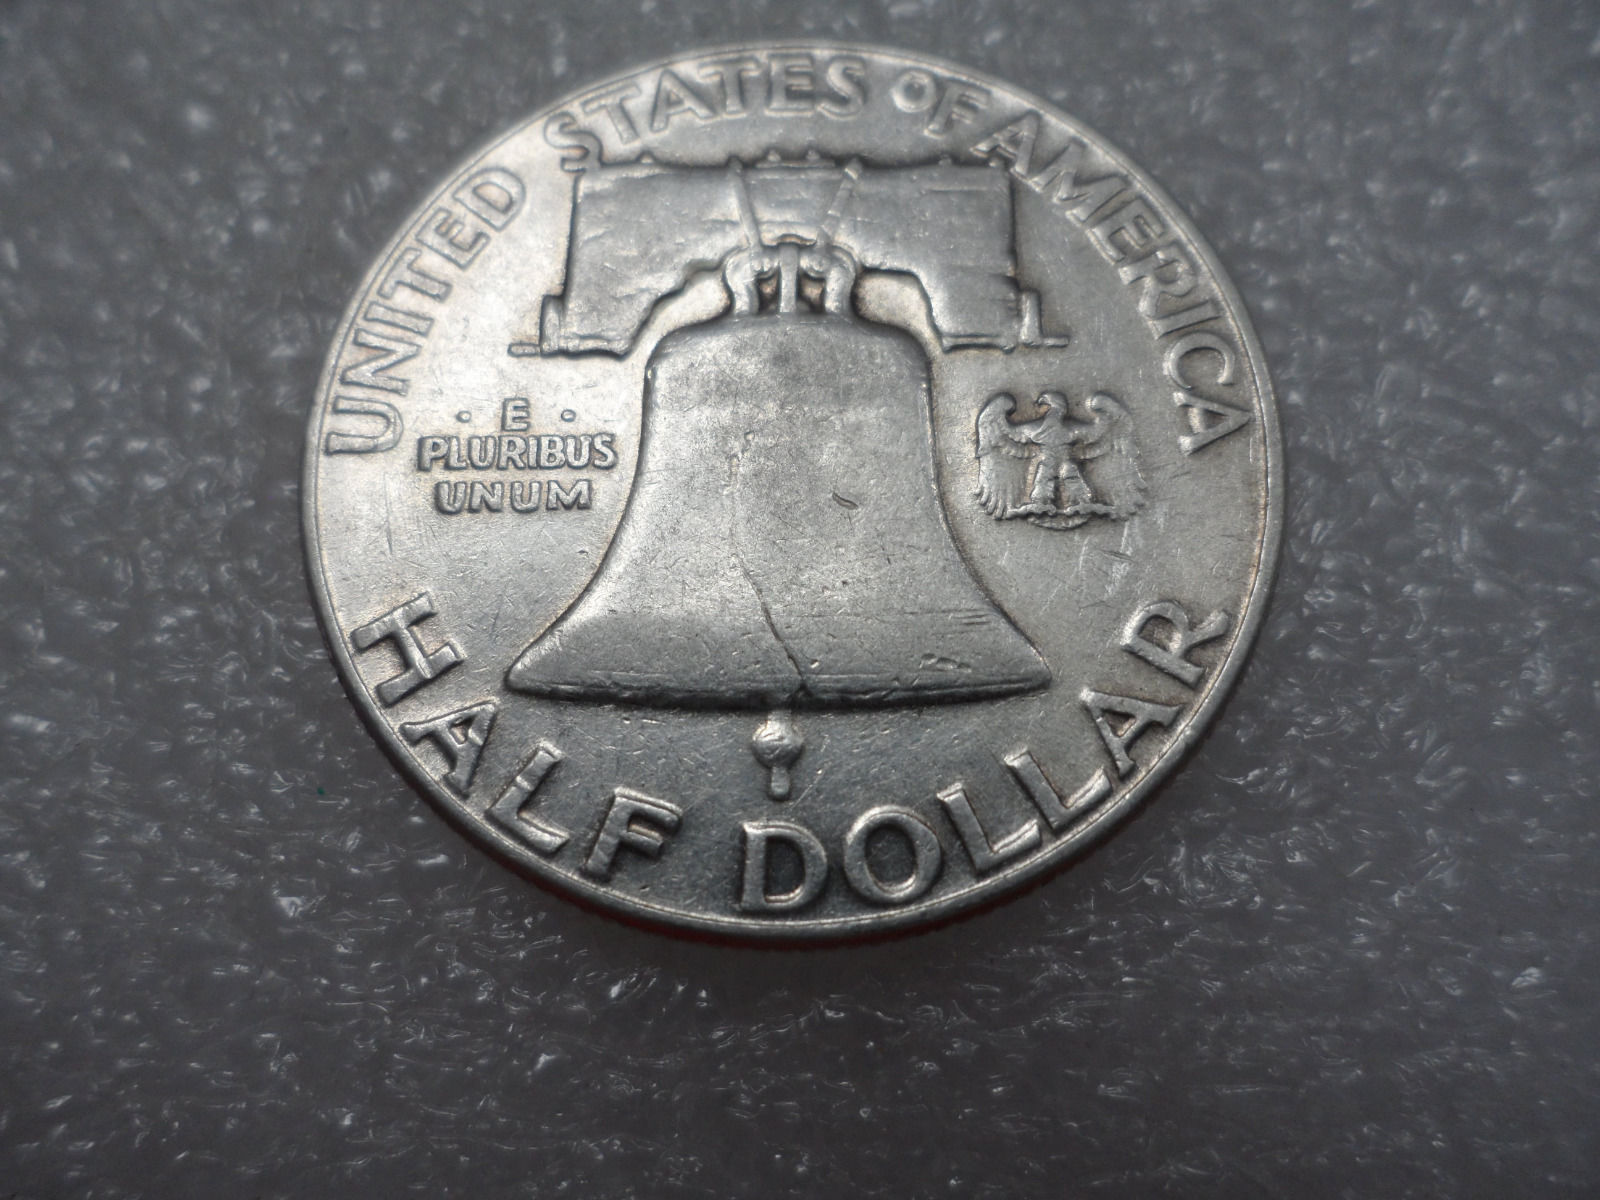 UNITED STATES OF AMERICA
· E ·
PLURIBUS
UNUM
HALF DOLLAR